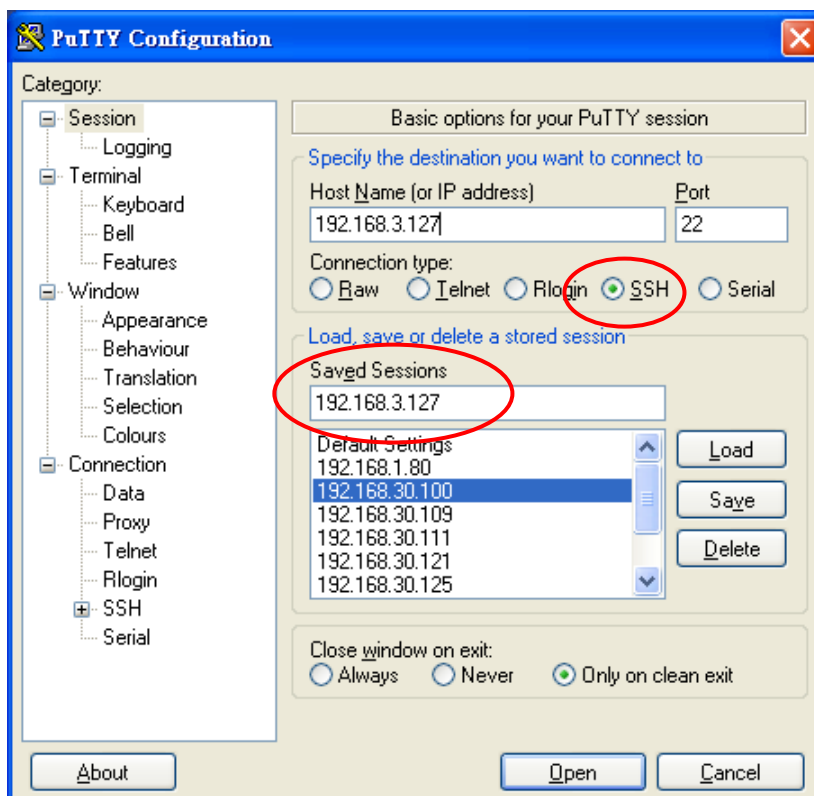 PuTTY Configuration
Category:
Session
Logging
Terminal
Keyboard
Bell
Features
Window
Appearance
Behaviour
Translation
Selection
Colours
Connection
Data
Proxy
Telnet
Rlogin
SSH
Serial
Basic options for your PuTTY session
Specify the destination you want to connect to
Host Name (or IP address) Port
192.168.3.127 22
Connection type:
Raw Telnet Rlogin SSH Serial
Load, save or delete a stored session
Saved Sessions
192.168.3.127
Default Settings
192.168.1.80
192.168.30.100
192.168.30.109
192.168.30.111
192.168.30.121
192.168.30.125
Load
Save
Delete
Close window on exit:
Always Never Only on clean exit
About Open Cancel